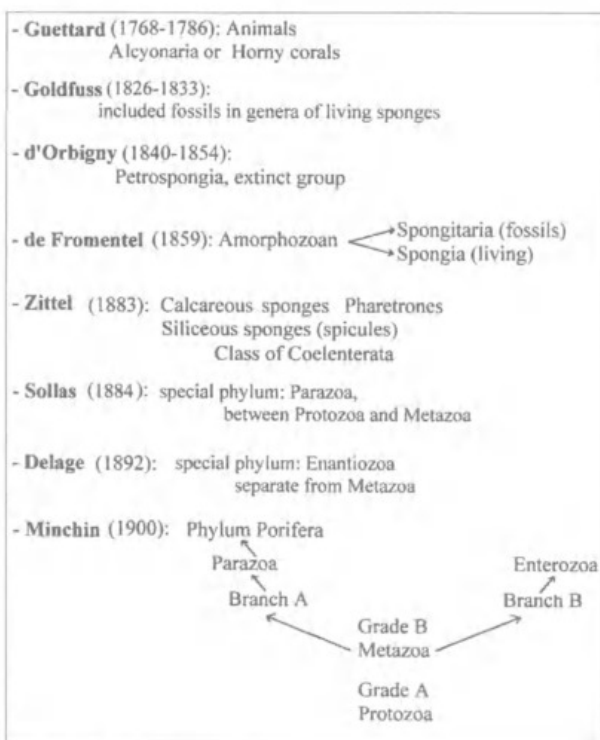 - Guettard (1768-1786): Animals
Alcyonaria or Horny corals
- Goldfuss (1826-1833):
included fossils in genera of living sponges
- d'Orbigny (1840-1854):
Petrospongia, extinct group
- de Fromentel (1859): Amorphozoan
Spongitaria (fossils)
Spongia (living)
- Zittel (1883): Calcareous sponges Pharetrones
Siliceous sponges (spicules)
Class of Coelenterata
- Sollas (1884): special phylum: Parazoa,
between Protozoa and Metazoa
- Delage (1892): special phylum: Enantiozoa
separate from Metazoa
- Minchin (1900): Phylum Porifera
Parazoa Enterozoa
Branch A Branch B
Grade B
Metazoa
Grade A
Protozoa